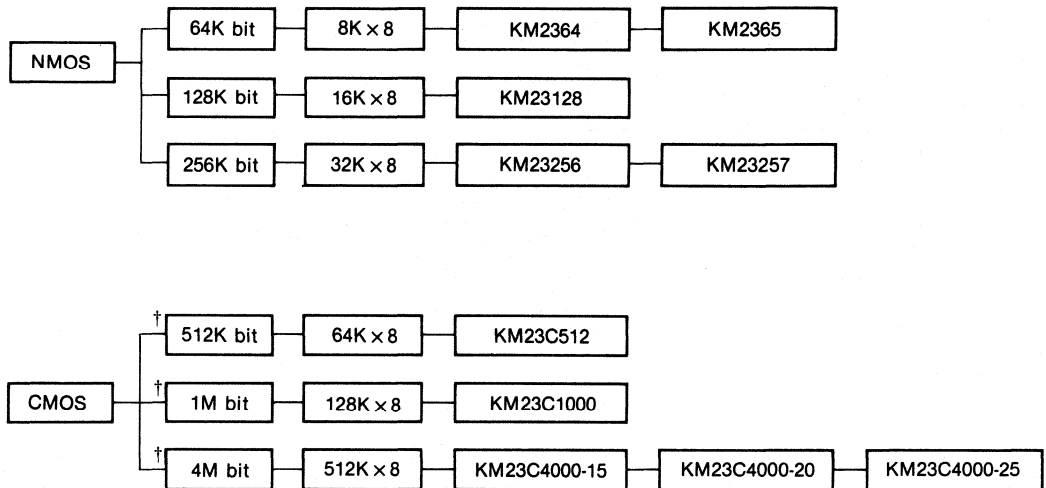 64K bit 8K × 8 KM2364 KM2365
NMOS
128K bit 16K × 8 KM23128
256K bit 32K × 8 KM23256 KM23257
† 512K bit 64K × 8 KM23C512
CMOS † 1M bit 128K × 8 KM23C1000
† 4M bit 512K × 8 KM23C4000-15 KM23C4000-20 KM23C4000-25